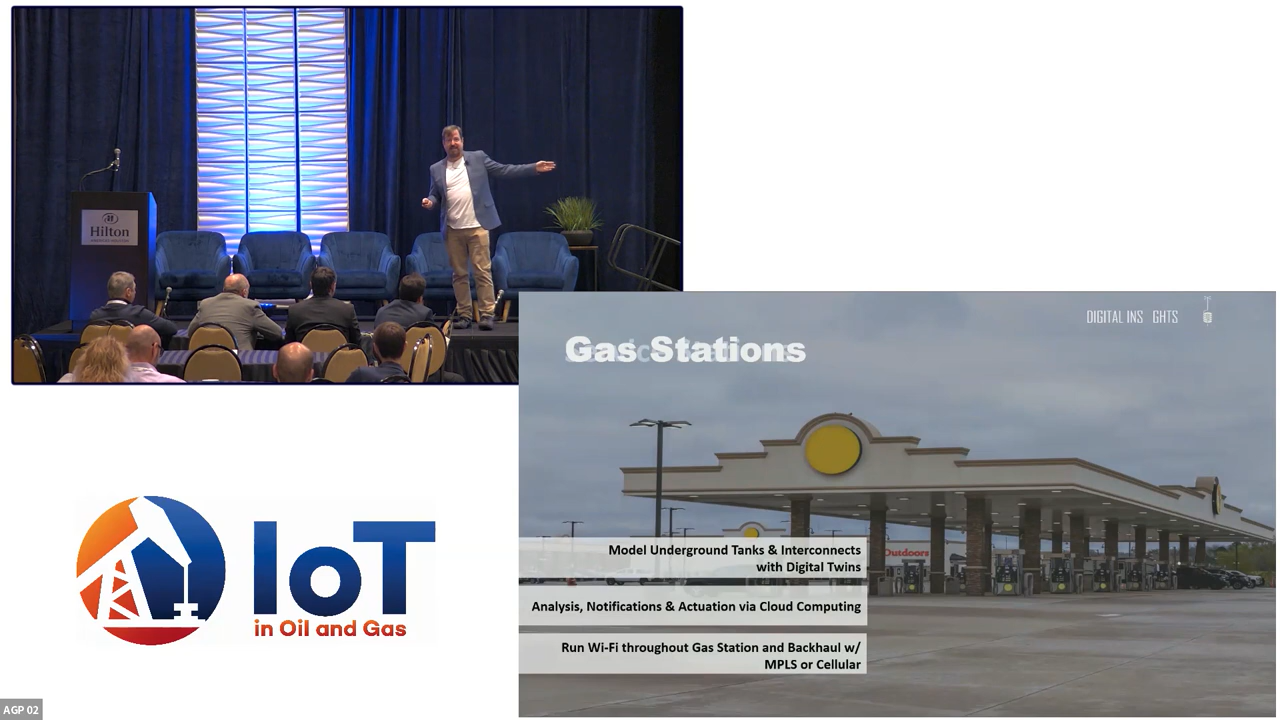 Hilton
DIGITAL INS GHTS
Gas Stations
Outdoors
Model Underground Tanks & Interconnects
with Digital Twins
Analysis, Notifications & Actuation via Cloud Computing
Run Wi-Fi throughout Gas Station and Backhaul w/
MPLS or Cellular
IoT
in Oil and Gas
AGP 02